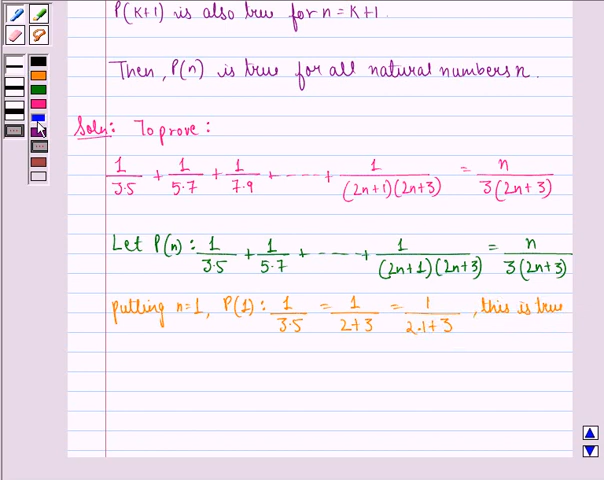 P(k+1) is also true for n = k+1.
Then, P(n) is true for all natural numbers n.
Soln: To prove:
1/3·5 + 1/5·7 + 1/7·9 + ---- + 1/(2n+1)(2n+3) = n/3(2n+3)
Let P(n): 1/3·5 + 1/5·7 + ---- + 1/(2n+1)(2n+3) = n/3(2n+3)
putting n=1, P(1): 1/3·5 = 1/2+3 = 1/2·1+3, this is true